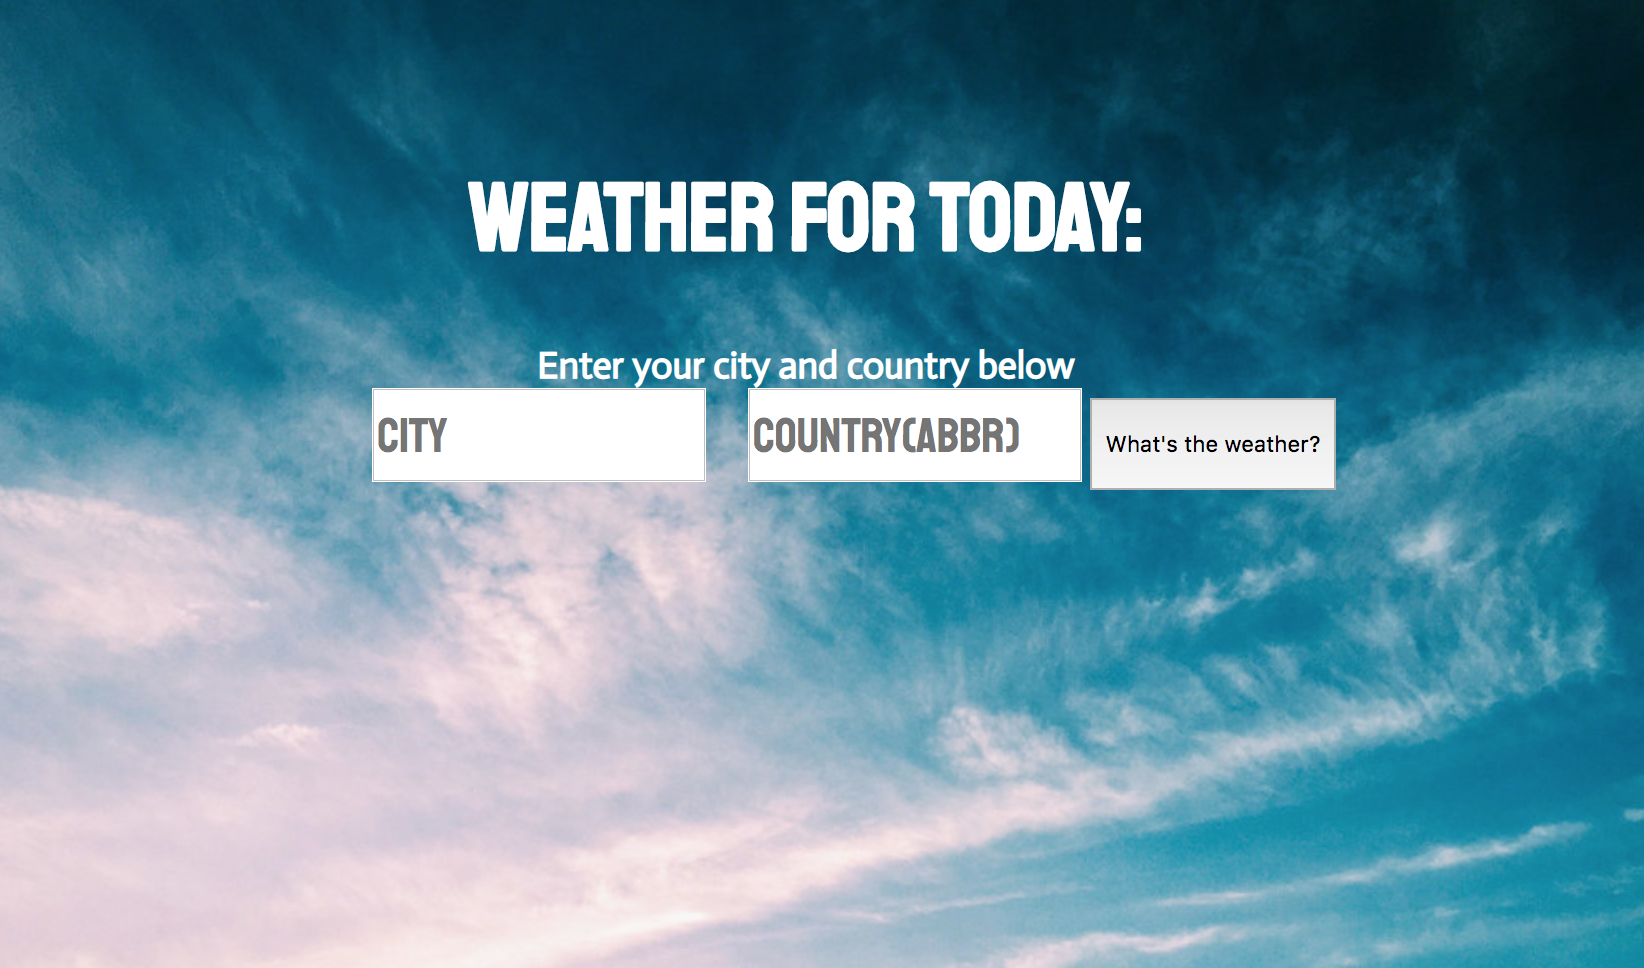 WEATHER FOR TODAY:
Enter your city and country below
CITY
COUNTRY(ABBR)
What's the weather?